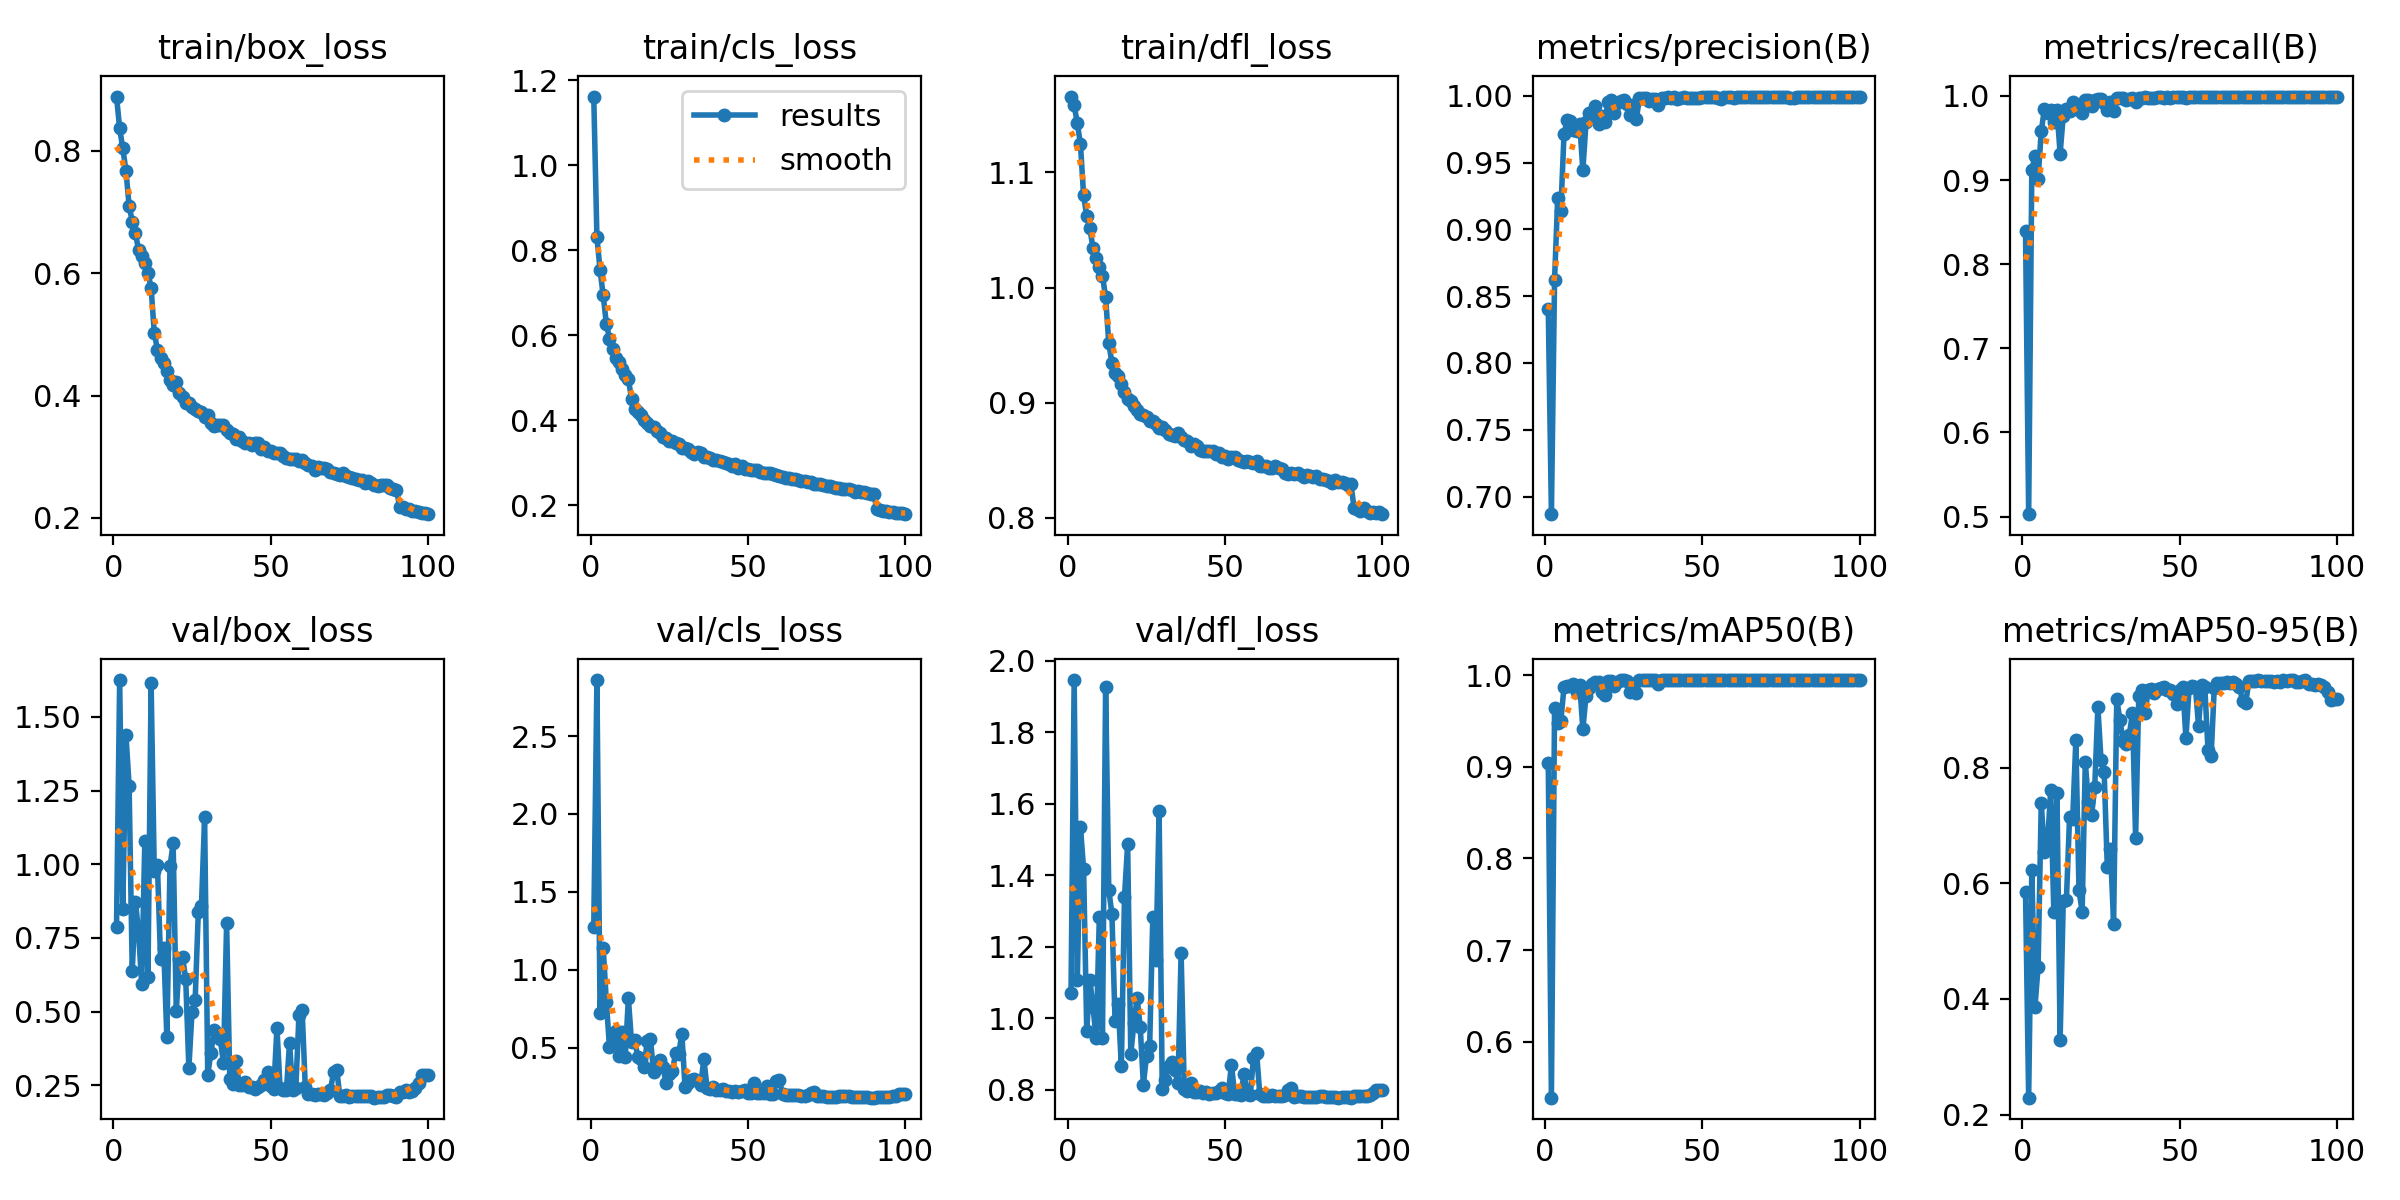 train/box_loss
0.8
0.6
0.4
0.2
0 50 100
train/cls_loss
1.2
1.0
0.8
0.6
0.4
0.2
0 50 100
results
smooth
train/dfl_loss
1.1
1.0
0.9
0.8
0 50 100
metrics/precision(B)
1.00
0.95
0.90
0.85
0.80
0.75
0.70
0 50 100
metrics/recall(B)
1.0
0.9
0.8
0.7
0.6
0.5
0 50 100
val/box_loss
1.50
1.25
1.00
0.75
0.50
0.25
0 50 100
val/cls_loss
2.5
2.0
1.5
1.0
0.5
0 50 100
val/dfl_loss
2.0
1.8
1.6
1.4
1.2
1.0
0.8
0 50 100
metrics/mAP50(B)
1.0
0.9
0.8
0.7
0.6
0 50 100
metrics/mAP50-95(B)
0.8
0.6
0.4
0.2
0 50 100